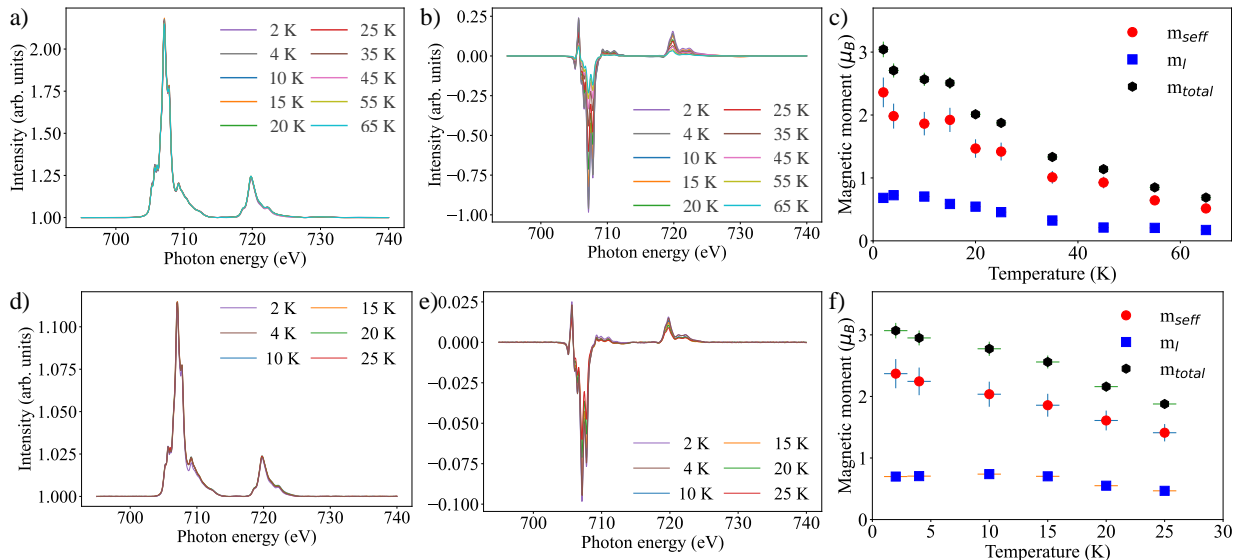 a)
2.00
1.75
1.50
1.25
1.00
Intensity (arb. units)
2 K
4 K
10 K
15 K
20 K
25 K
35 K
45 K
55 K
65 K
700 710 720 730 740
Photon energy (eV)
b)
0.25
0.00
−0.25
−0.50
−0.75
−1.00
Intensity (arb. units)
2 K
4 K
10 K
15 K
20 K
25 K
35 K
45 K
55 K
65 K
700 710 720 730 740
Photon energy (eV)
c)
3
2
1
0
Magnetic moment (μB)
mseff
ml
mtotal
0 20 40 60
Temperature (K)
d)
1.100
1.075
1.050
1.025
1.000
Intensity (arb. units)
2 K
4 K
10 K
15 K
20 K
25 K
700 710 720 730 740
Photon energy (eV)
e)
0.025
0.000
−0.025
−0.050
−0.075
−0.100
Intensity (arb. units)
2 K
4 K
10 K
15 K
20 K
25 K
700 710 720 730 740
Photon energy (eV)
f)
3
2
1
0
Magnetic moment (μB)
mseff
ml
mtotal
0 5 10 15 20 25 30
Temperature (K)